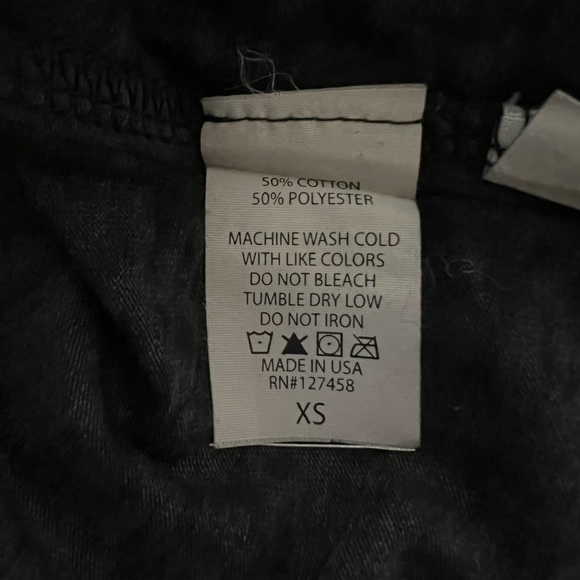 50% COTTON
50% POLYESTER
MACHINE WASH COLD
WITH LIKE COLORS
DO NOT BLEACH
TUMBLE DRY LOW
DO NOT IRON
MADE IN USA
RN#127458
XS